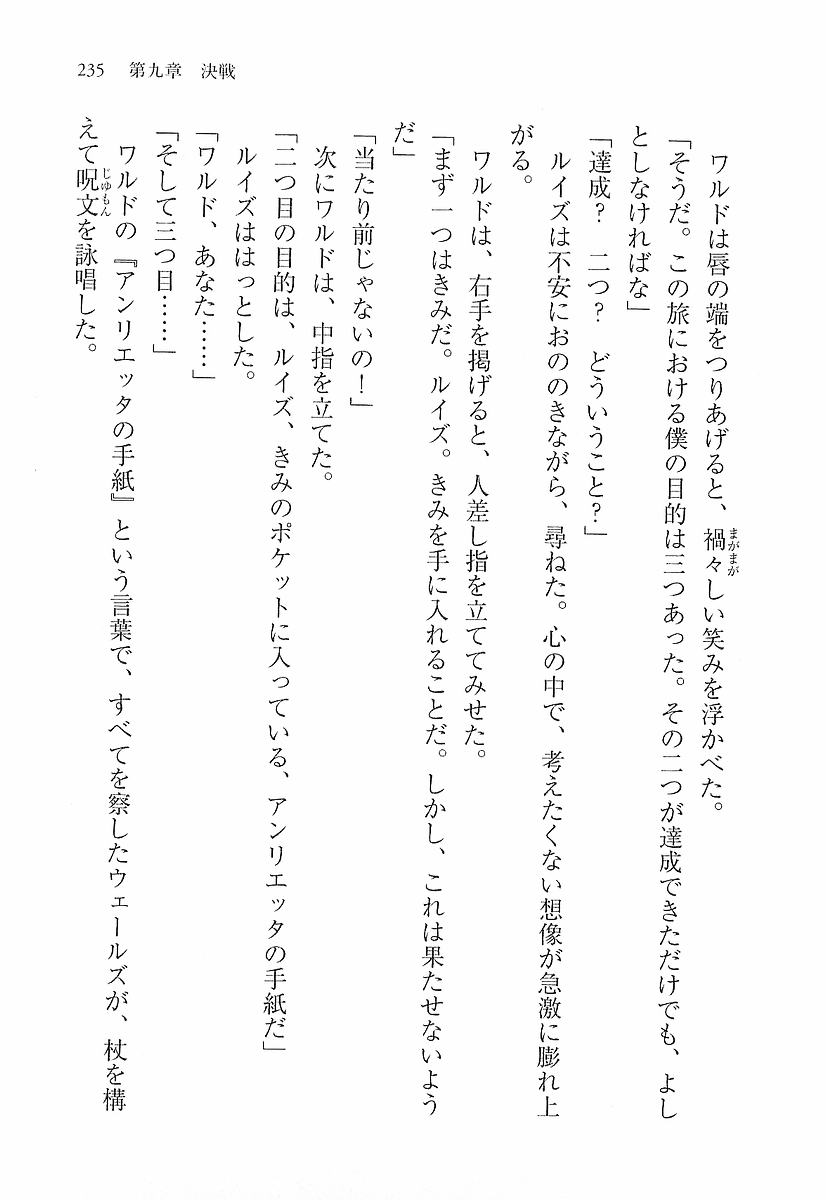 235　第九章　決戦
　ワルドは唇の端をつりあげると、禍々しい笑みを浮かべた。
「そうだ。この旅における僕の目的は三つあった。その二つが達成できただけでも、よし
としなければな」
「達成？　二つ？　どういうこと？」
　ルイズは不安におののきながら、尋ねた。心の中で、考えたくない想像が急激に膨れ上
がる。
　ワルドは、右手を掲げると、人差し指を立ててみせた。
「まず一つはきみだ。ルイズ。きみを手に入れることだ。しかし、これは果たせないよう
だ」
「当たり前じゃないの！」
　次にワルドは、中指を立てた。
「二つ目の目的は、ルイズ、きみのポケットに入っている、アンリエッタの手紙だ」
　ルイズははっとした。
「ワルド、あなた……」
「そして三つ目……」
　ワルドの『アンリエッタの手紙』という言葉で、すべてを察したウェールズが、杖を構
えて呪文を詠唱した。